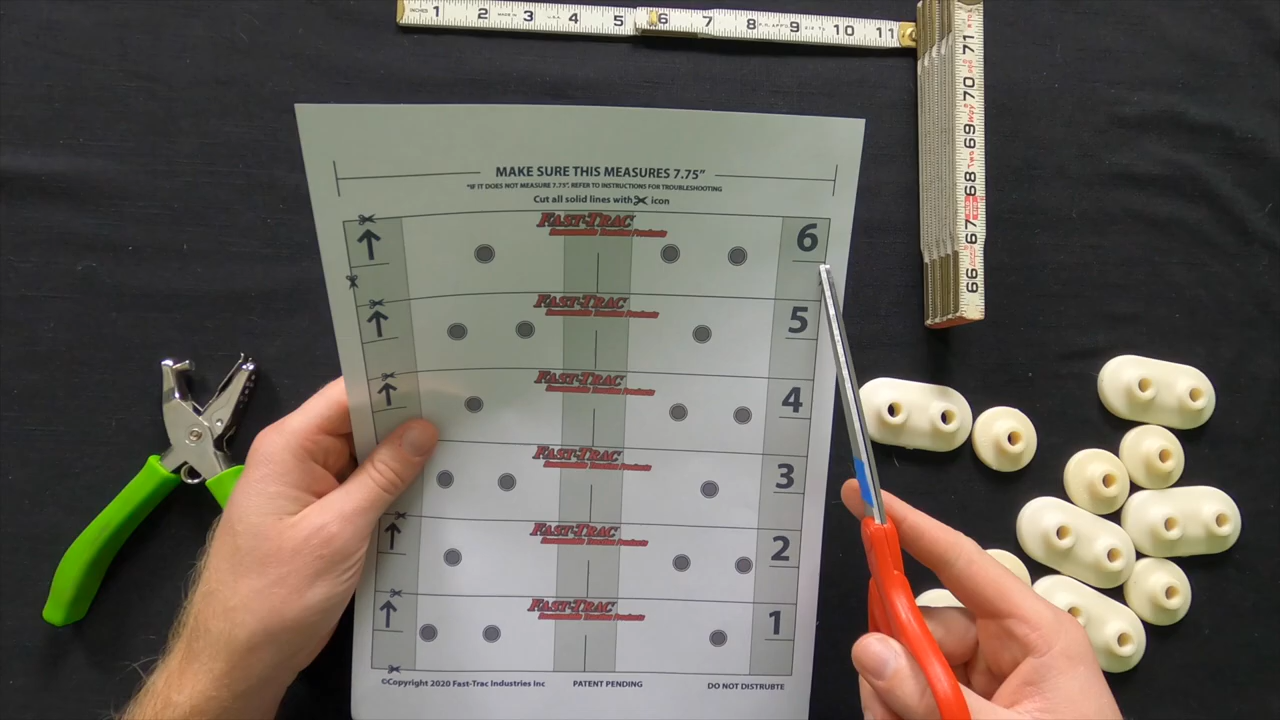 INCHES 1 2 MADE IN 3 U.S.A. 4 5 6 7 8 9 10 11
71
70
69
68
67
66
MAKE SURE THIS MEASURES 7.75"
*IF IT DOES NOT MEASURE 7.75", REFER TO INSTRUCTIONS FOR TROUBLESHOOTING
Cut all solid lines with icon
FAST-TRAC
6
FAST-TRAC
5
FAST-TRAC
4
FAST-TRAC
3
FAST-TRAC
2
FAST-TRAC
1
©Copyright 2020 Fast-Trac Industries Inc PATENT PENDING DO NOT DISTRUBTE